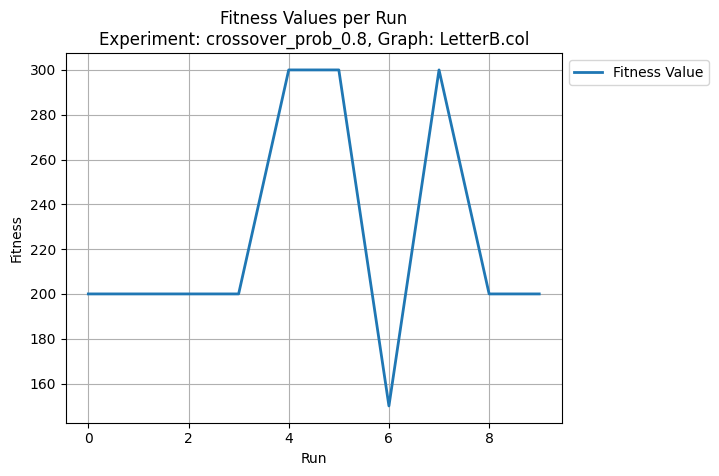 Fitness Values per Run
Experiment: crossover_prob_0.8, Graph: LetterB.col
Fitness Value
Fitness
300
280
260
240
220
200
180
160
0 2 4 6 8
Run